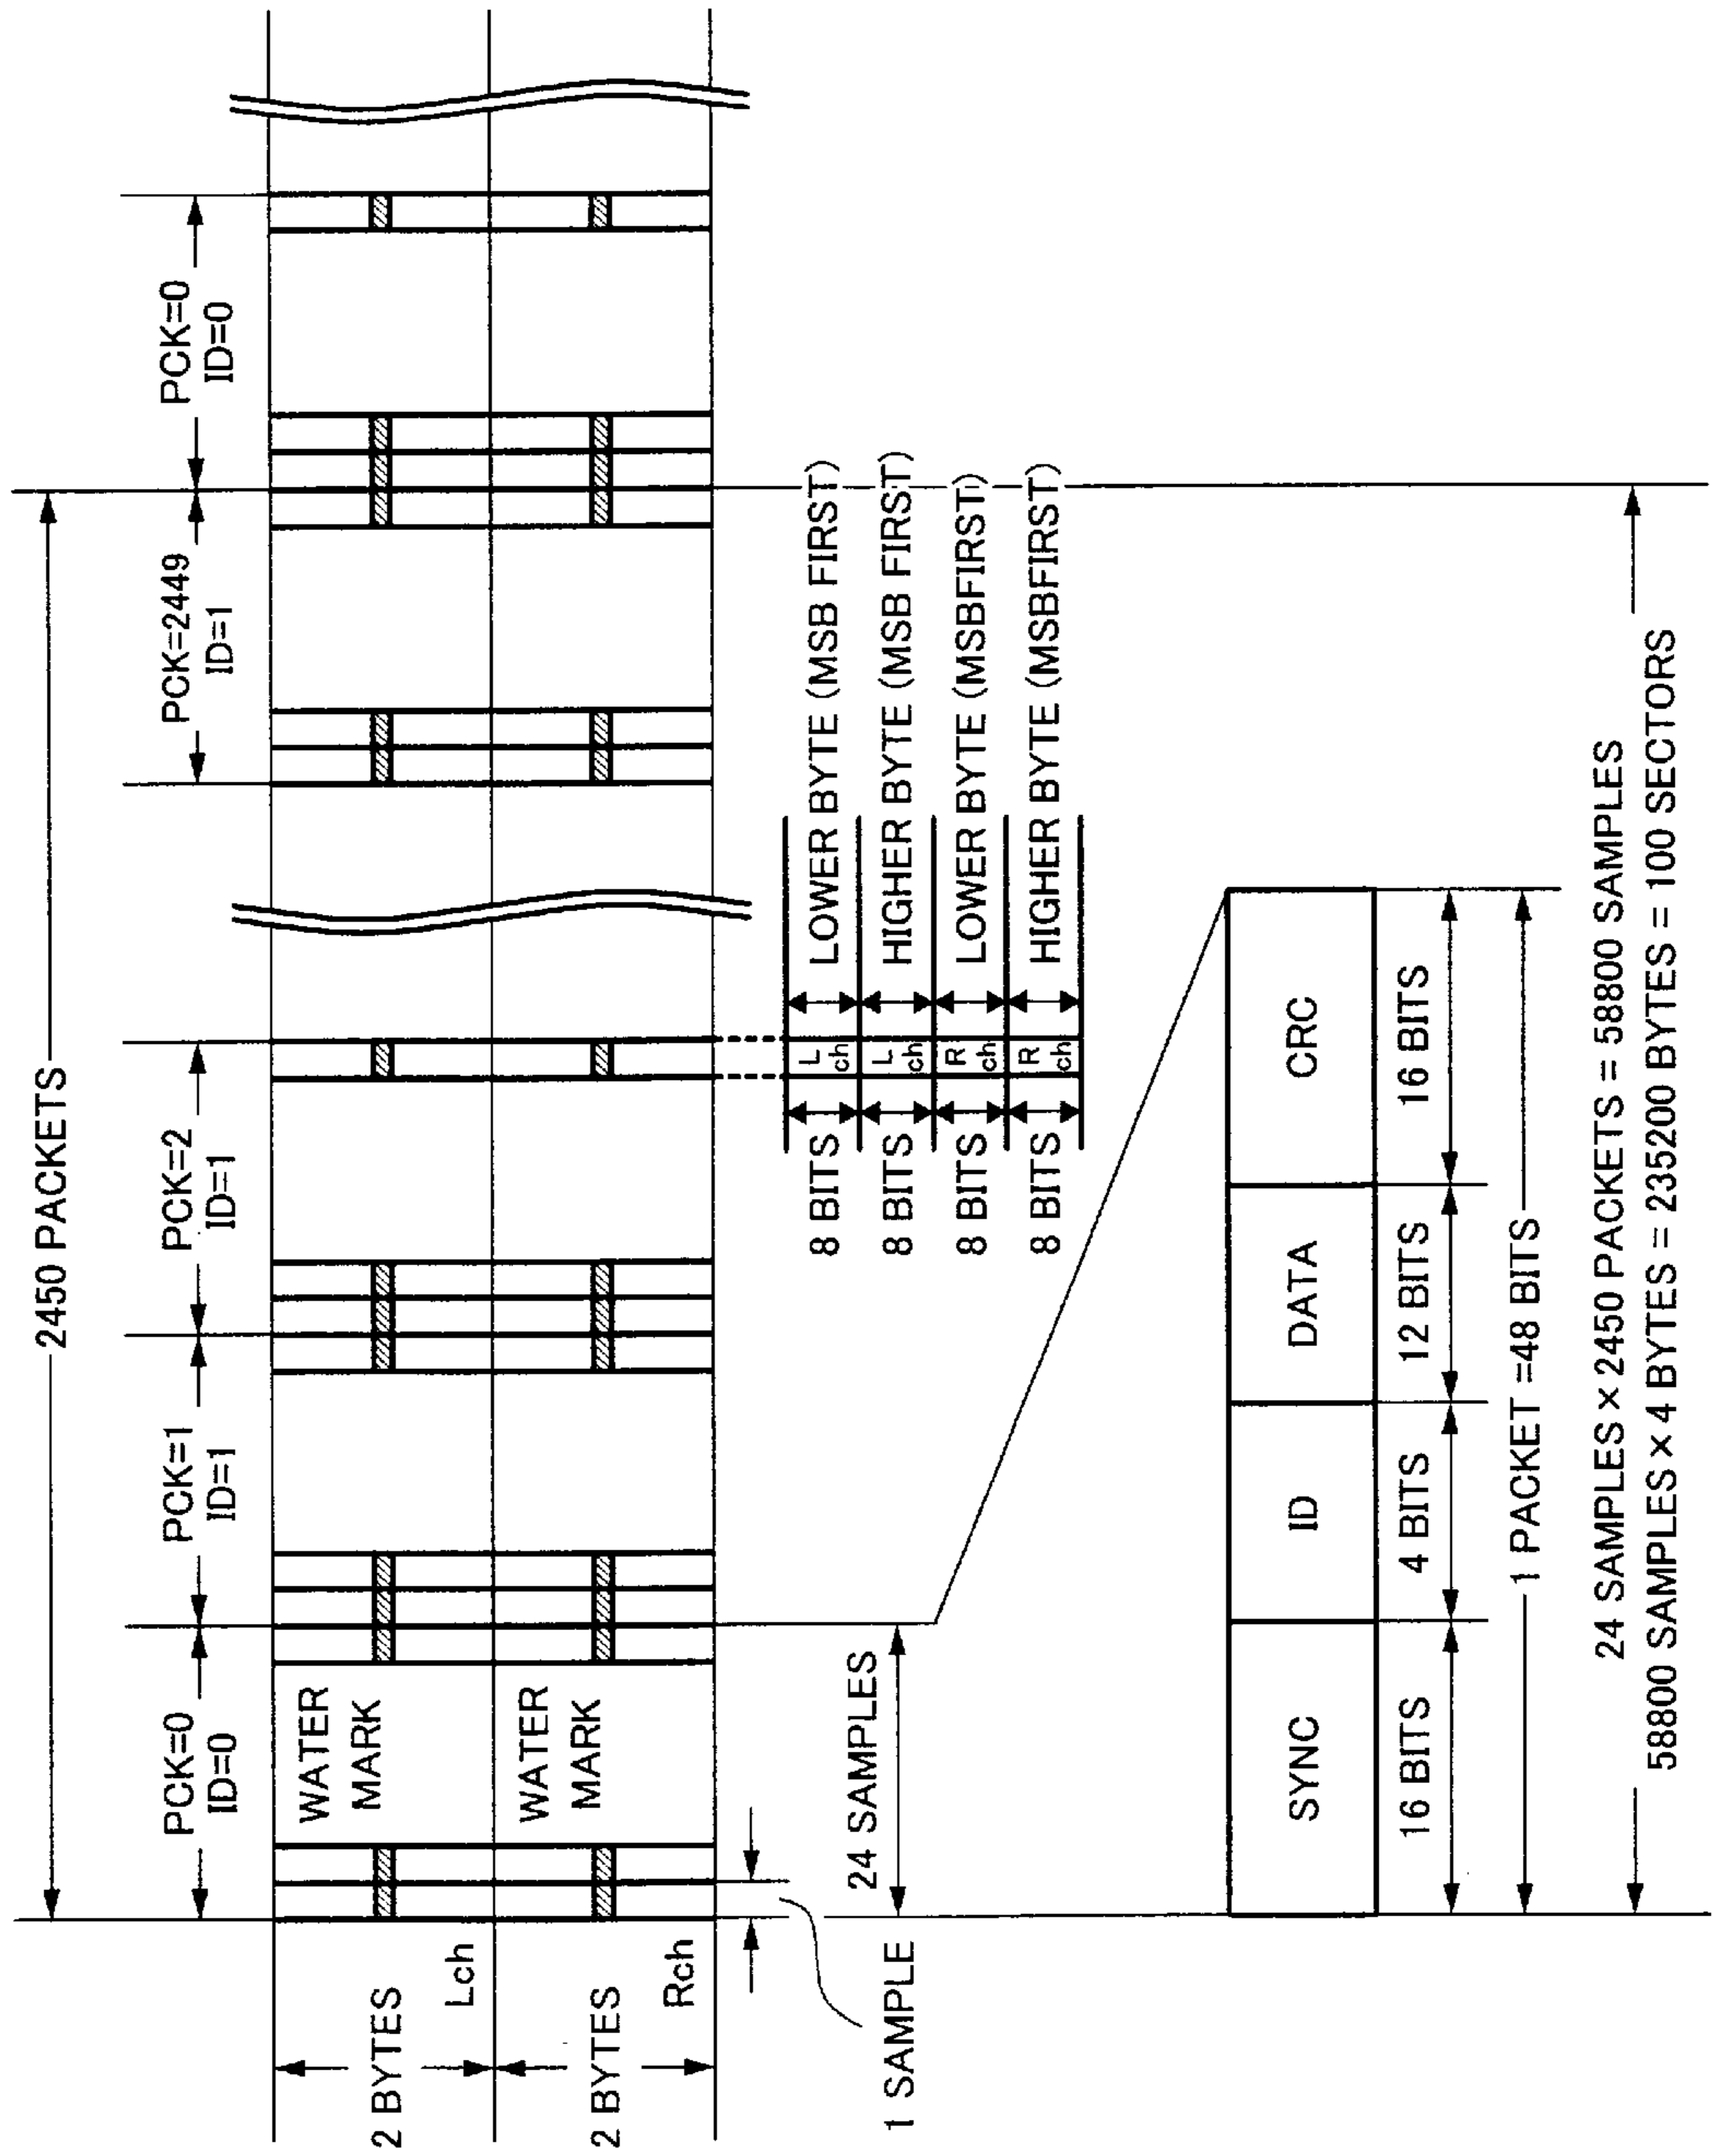 2450 PACKETS
PCK=0
ID=0
PCK=1
ID=1
PCK=2
ID=1
PCK=2449
ID=1
PCK=0
ID=0
2 BYTES
Lch
WATER
MARK
2 BYTES
Rch
WATER
MARK
1 SAMPLE
24 SAMPLES
8 BITS
L
ch
LOWER BYTE (MSB FIRST)
8 BITS
L
ch
HIGHER BYTE (MSB FIRST)
8 BITS
R
ch
LOWER BYTE (MSBFIRST)
8 BITS
R
ch
HIGHER BYTE (MSBFIRST)
SYNC
ID
DATA
CRC
16 BITS
4 BITS
12 BITS
16 BITS
1 PACKET =48 BITS
24 SAMPLES × 2450 PACKETS = 58800 SAMPLES
58800 SAMPLES × 4 BYTES = 235200 BYTES = 100 SECTORS